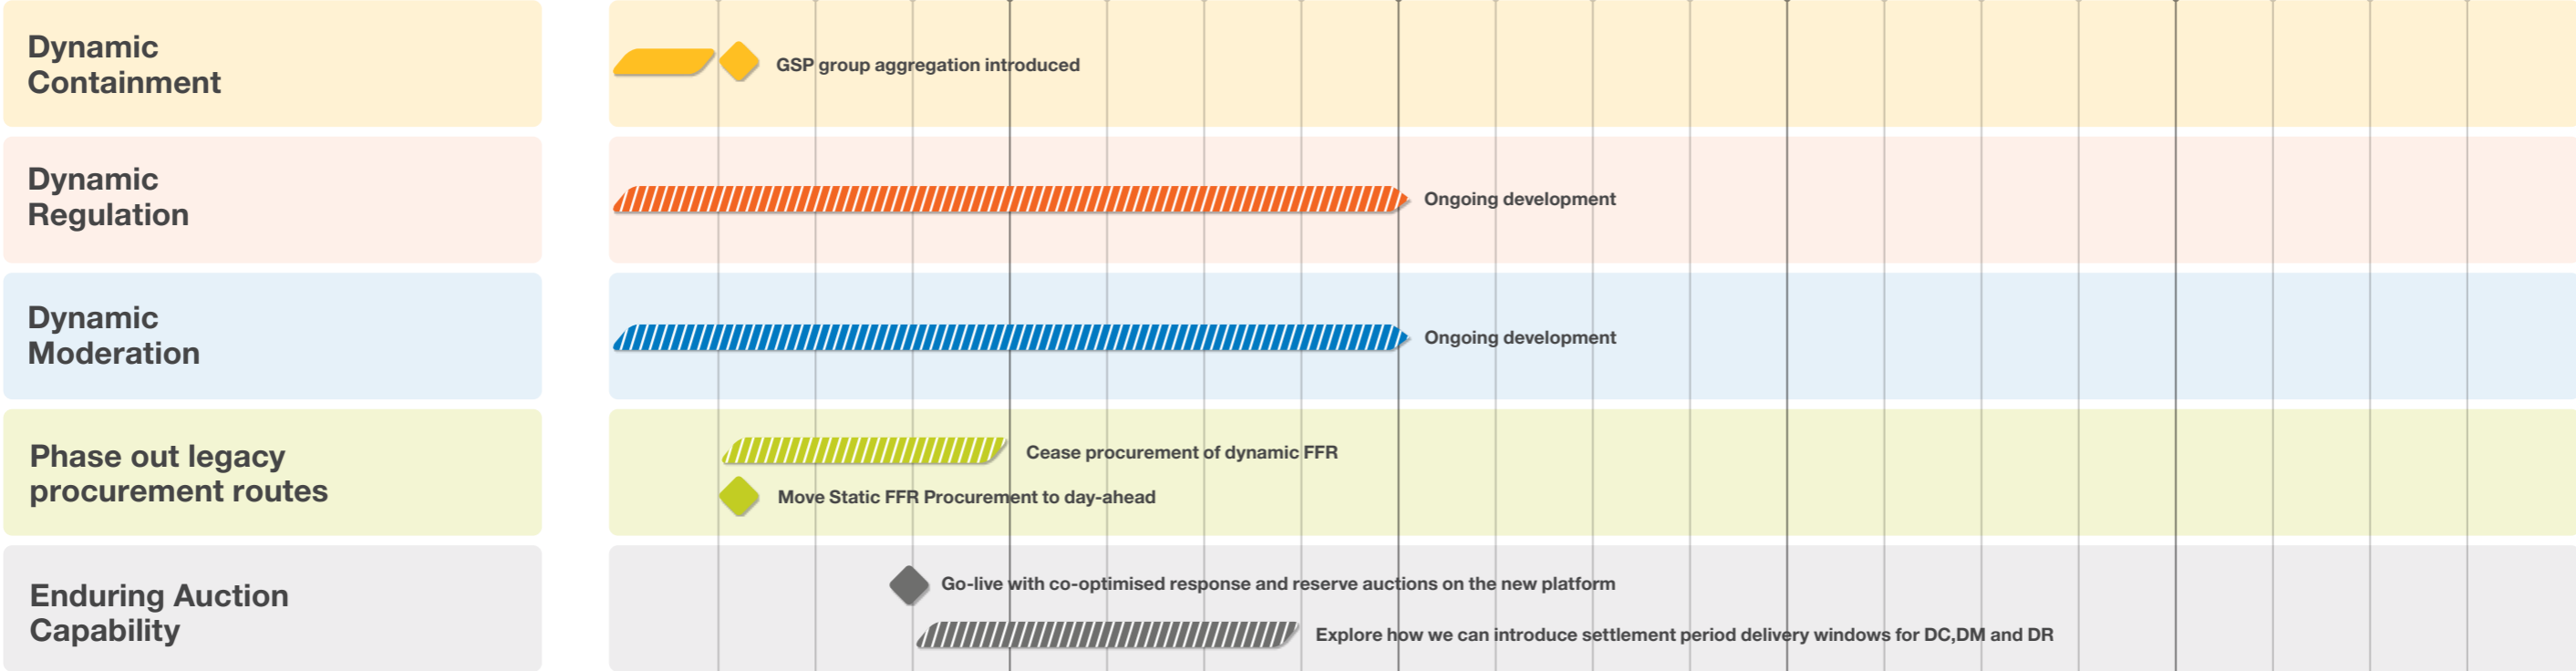 Dynamic
Containment
GSP group aggregation introduced
Dynamic
Regulation
Ongoing development
Dynamic
Moderation
Ongoing development
Phase out legacy
procurement routes
Cease procurement of dynamic FFR
Move Static FFR Procurement to day-ahead
Enduring Auction
Capability
Go-live with co-optimised response and reserve auctions on the new platform
Explore how we can introduce settlement period delivery windows for DC,DM and DR